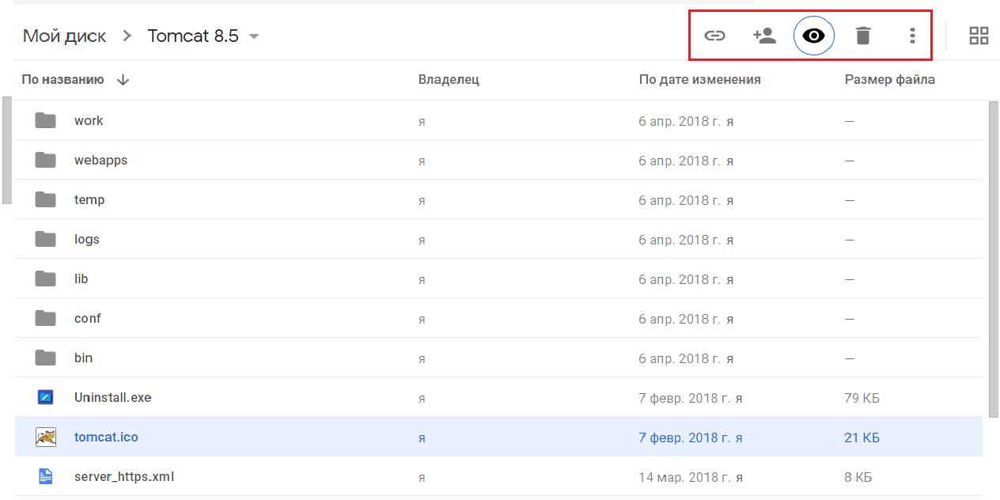 Мой диск > Tomcat 8.5
По названию Владелец По дате изменения Размер файла
work я 6 апр. 2018 г. я —
webapps я 6 апр. 2018 г. я —
temp я 6 апр. 2018 г. я —
logs я 6 апр. 2018 г. я —
lib я 6 апр. 2018 г. я —
conf я 6 апр. 2018 г. я —
bin я 6 апр. 2018 г. я —
Uninstall.exe я 7 февр. 2018 г. я 79 КБ
tomcat.ico я 7 февр. 2018 г. я 21 КБ
server_https.xml я 14 мар. 2018 г. я 8 КБ